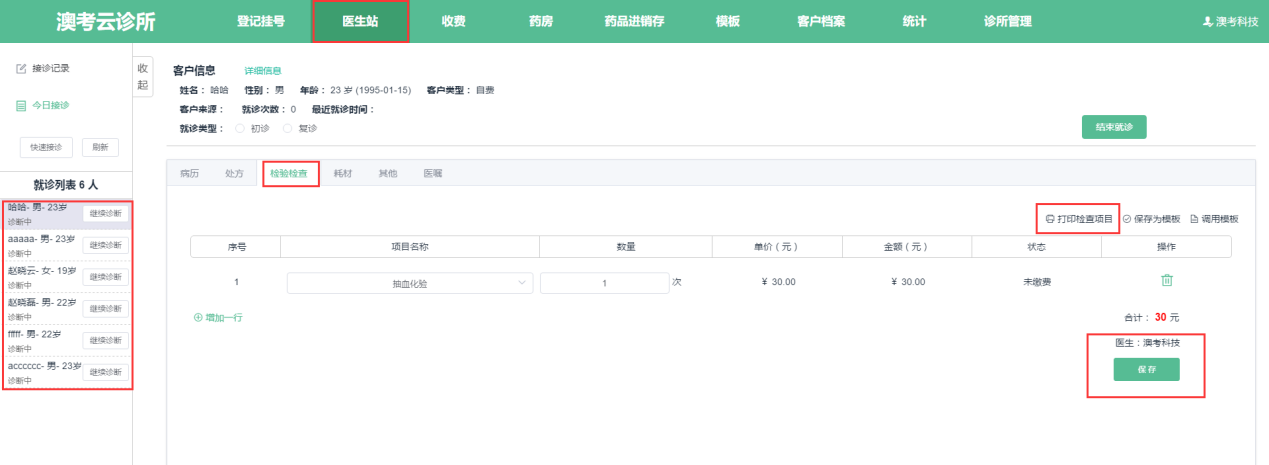 澳考云诊所 登记挂号 医生站 收费 药房 药品进销存 模板 客户档案 统计 诊所管理 澳考科技
接诊记录
今日接诊
快速接诊 刷新
就诊列表 6 人
哈哈- 男- 23岁
诊断中 继续诊断
aaaaa- 男- 23岁
诊断中 继续诊断
赵晓云- 女- 19岁
诊断中 继续诊断
赵晓磊- 男- 22岁
诊断中 继续诊断
fffff- 男- 22岁
诊断中 继续诊断
acccccc- 男- 23岁
诊断中 继续诊断
收
起
客户信息 详细信息
姓名： 哈哈 性别： 男 年龄： 23 岁 (1995-01-15) 客户类型： 自费
客户来源： 就诊次数： 0 最近就诊时间：
就诊类型： 初诊 复诊
结束就诊
病历 处方 检验检查 耗材 其他 医嘱
打印检查项目 保存为模板 调用模板
序号 项目名称 数量 单价（元） 金额（元） 状态 操作
1 抽血化验 1 次 ¥ 30.00 ¥ 30.00 未缴费
增加一行 合计： 30 元
医生：澳考科技
保存